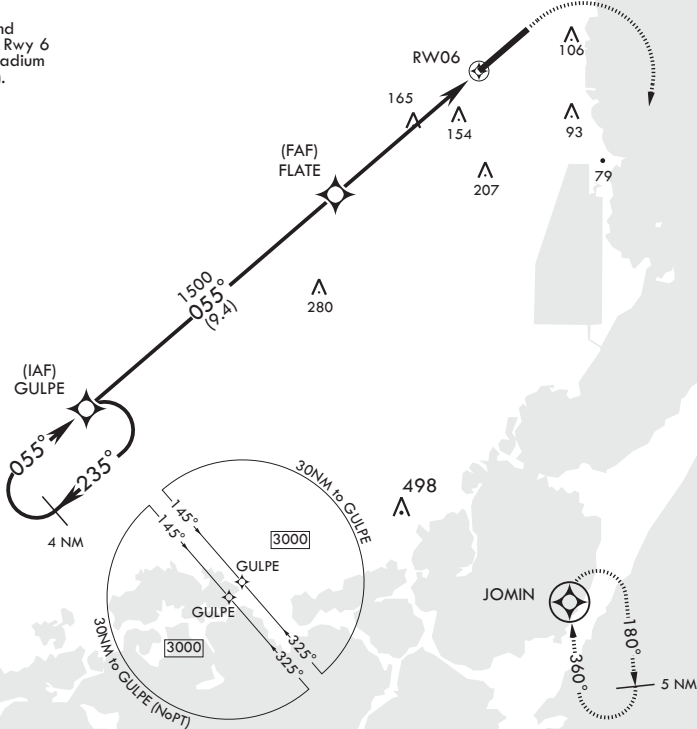 nd
Rwy 6
adium
n.
RW06
106
165
154
93
(FAF)
FLATE
207
79
1500
055°
(9.4)
280
(IAF)
GULPE
055°
235°
4 NM
498
30NM to GULPE
145°
145°
3000
GULPE
GULPE
3000
325°
325°
30NM to GULPE (NoPT)
JOMIN
180°
360°
5 NM